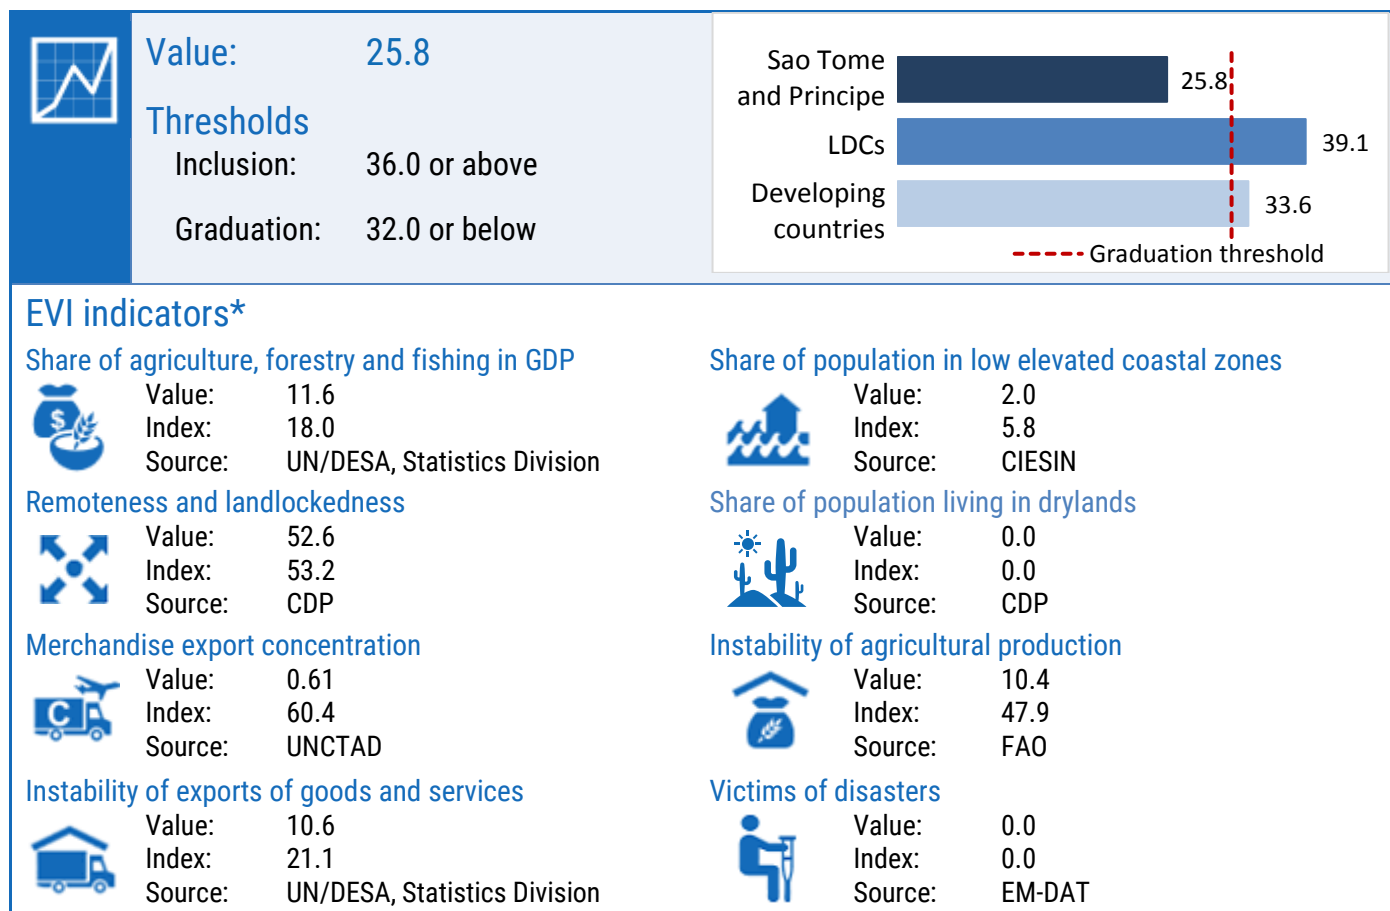 Value: 25.8
Thresholds
Inclusion: 36.0 or above
Graduation: 32.0 or below
Sao Tome
and Principe
25.8
LDCs
39.1
Developing
countries
33.6
Graduation threshold
EVI indicators*
Share of agriculture, forestry and fishing in GDP
$
Value: 11.6
Index: 18.0
Source: UN/DESA, Statistics Division
Remoteness and landlockedness
Value: 52.6
Index: 53.2
Source: CDP
Merchandise export concentration
C
Value: 0.61
Index: 60.4
Source: UNCTAD
Instability of exports of goods and services
Value: 10.6
Index: 21.1
Source: UN/DESA, Statistics Division
Share of population in low elevated coastal zones
Value: 2.0
Index: 5.8
Source: CIESIN
Share of population living in drylands
Value: 0.0
Index: 0.0
Source: CDP
Instability of agricultural production
Value: 10.4
Index: 47.9
Source: FAO
Victims of disasters
Value: 0.0
Index: 0.0
Source: EM-DAT